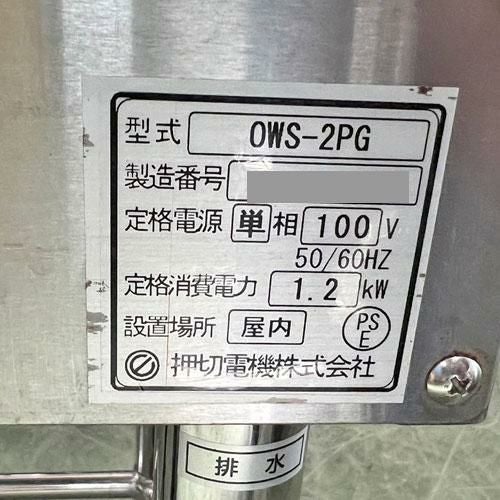 型式 OWS-2PG
製造番号
定格電源 単相 100 V
50/60HZ
定格消費電力 1.2 kW
設置場所 屋内 PSE
押切電機株式会社
排水